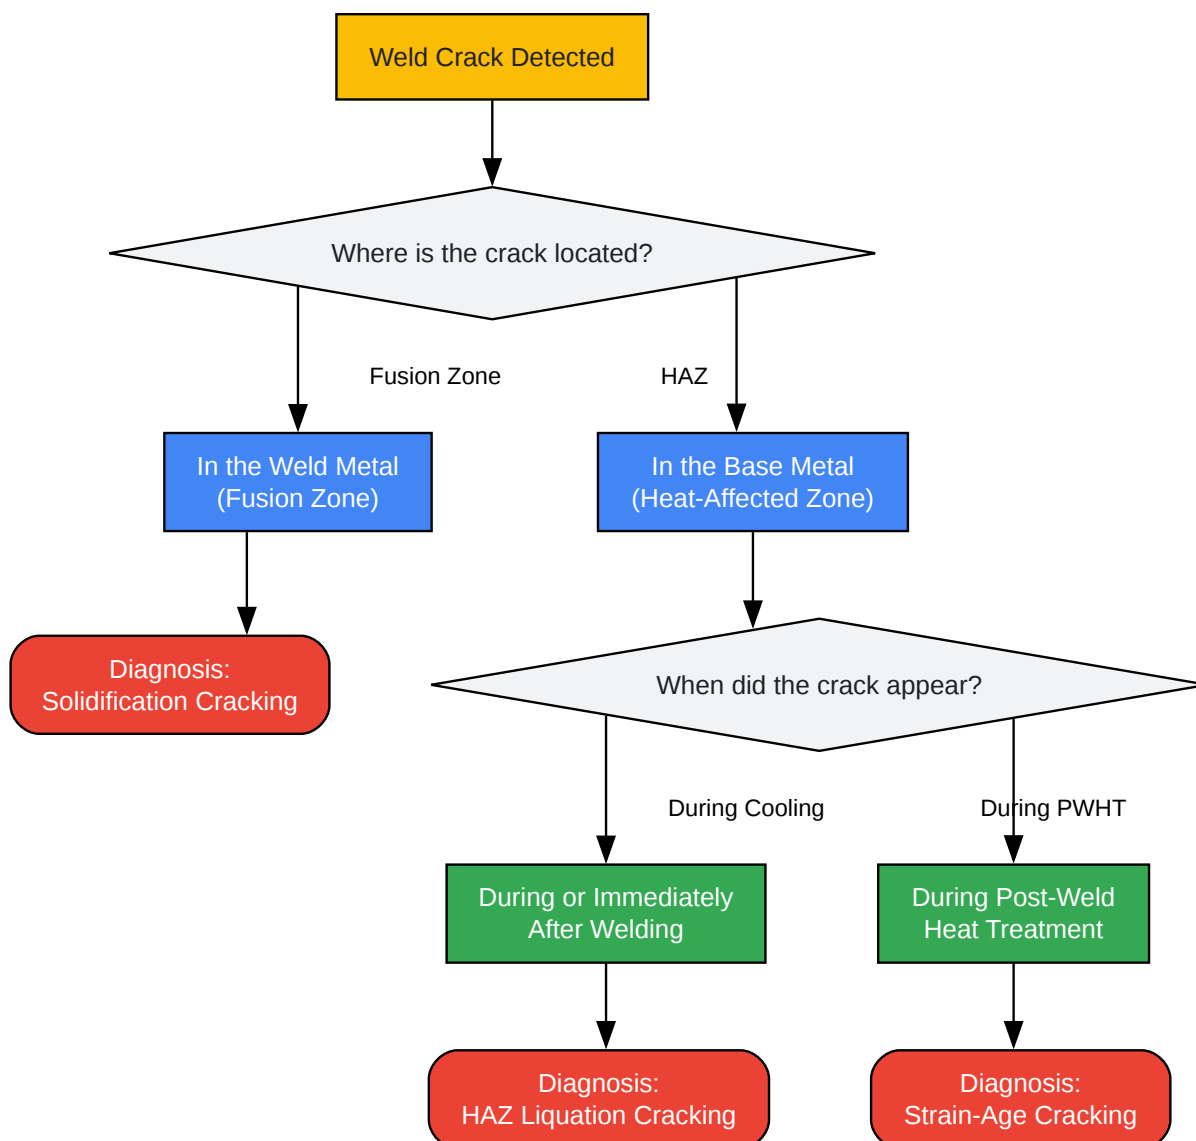 Weld Crack Detected
Where is the crack located?
Fusion Zone
HAZ
In the Weld Metal
(Fusion Zone)
In the Base Metal
(Heat-Affected Zone)
Diagnosis:
Solidification Cracking
When did the crack appear?
During Cooling
During PWHT
During or Immediately
After Welding
During Post-Weld
Heat Treatment
Diagnosis:
HAZ Liquation Cracking
Diagnosis:
Strain-Age Cracking